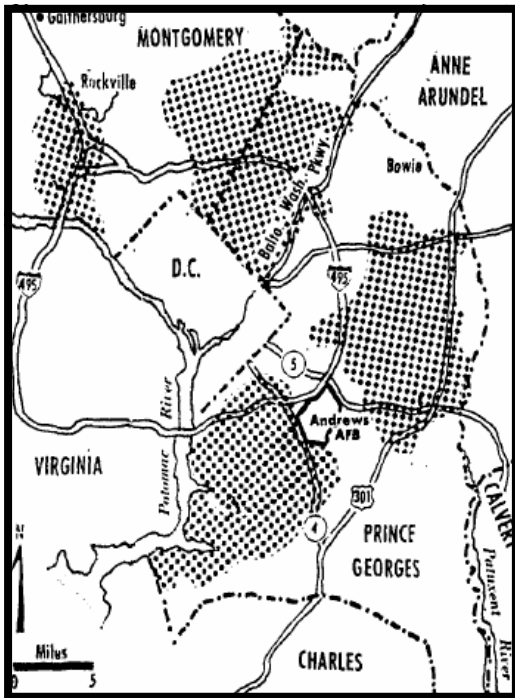 Gaithersburg
MONTGOMERY
Rockville
ANNE
ARUNDEL
Bowie
Balto. Wash. Pkwy.
D.C.
495
495
5
Andrews
AFB
River
Potomac
VIRGINIA
301
4
CALVERT
PRINCE
GEORGES
Patuxent
River
CHARLES
Miles
0 5